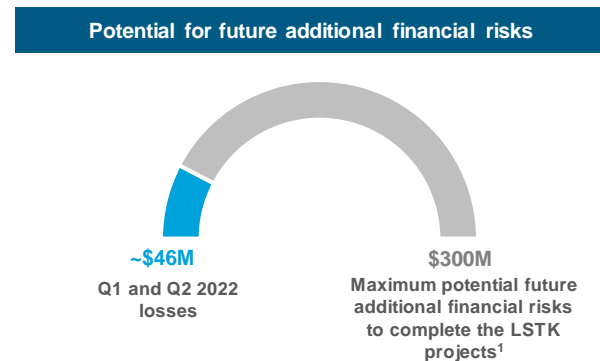 Potential for future additional financial risks
~$46M
Q1 and Q2 2022
losses
$300M
Maximum potential future
additional financial risks
to complete the LSTK
projects1